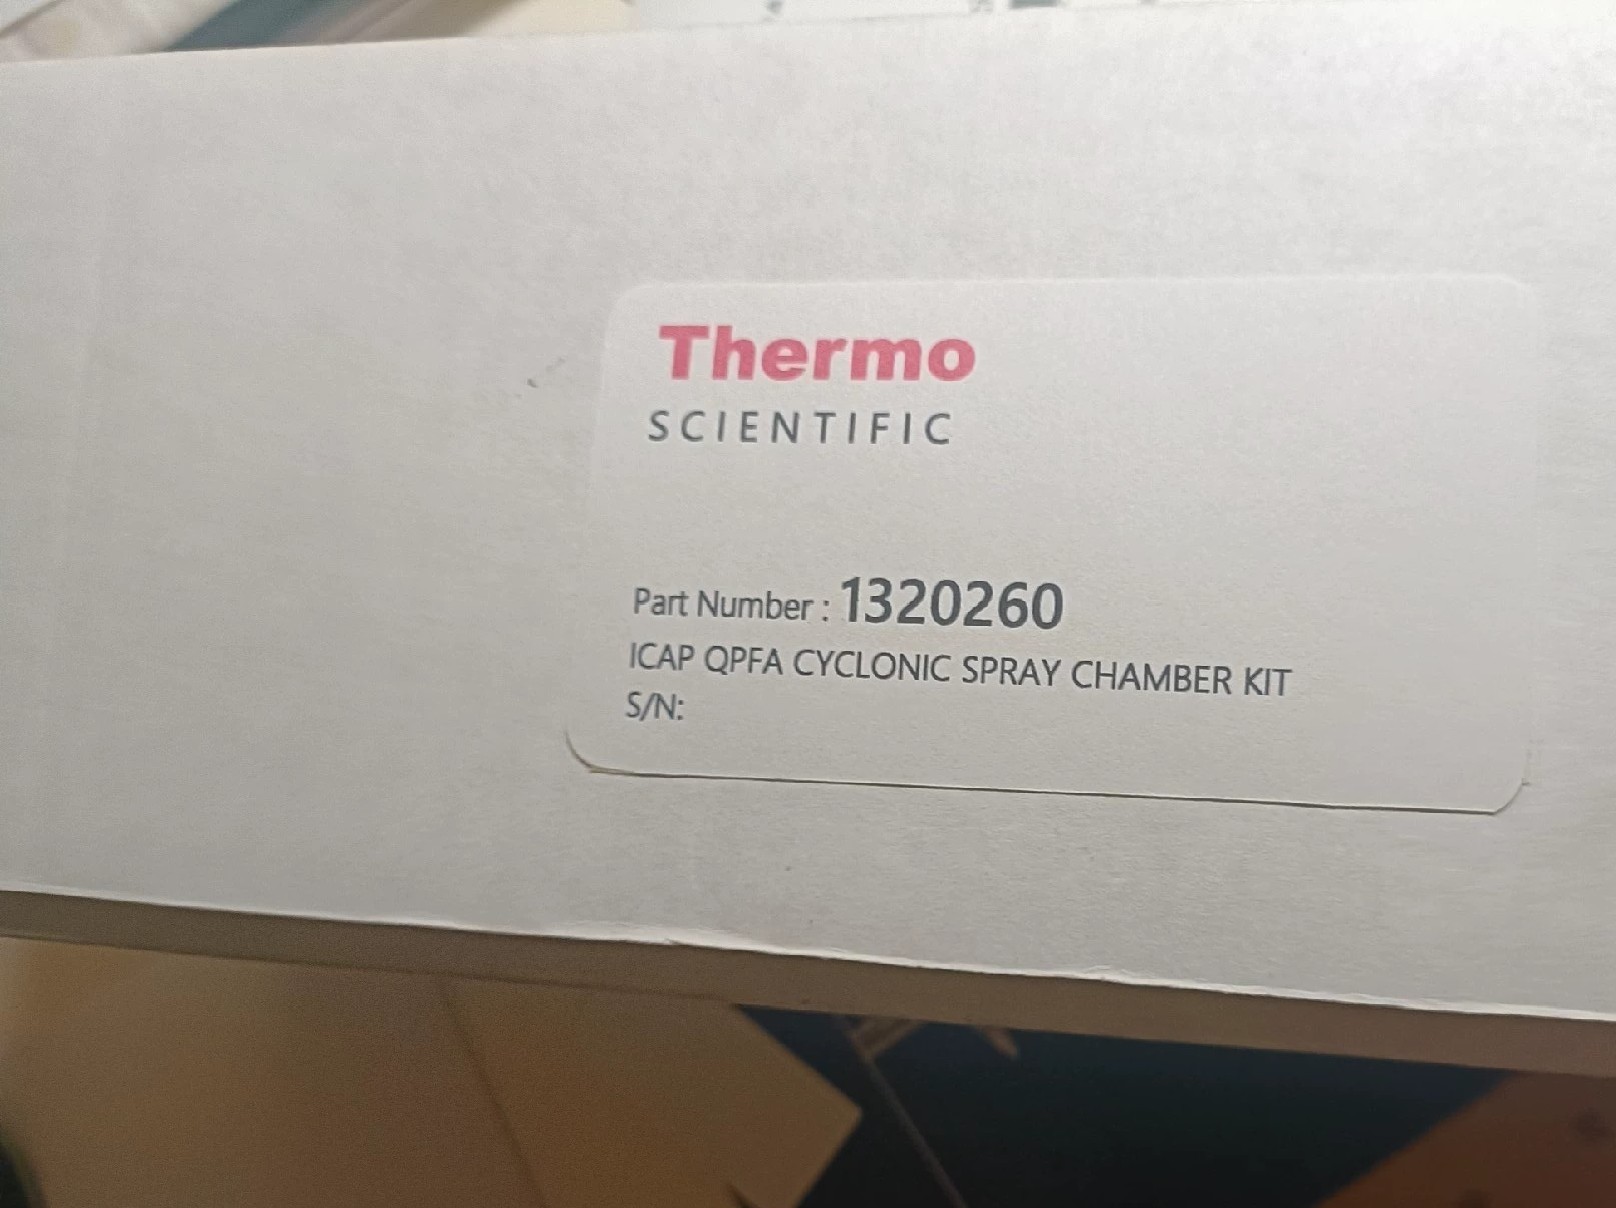 Thermo
SCIENTIFIC
Part Number : 1320260
ICAP QPFA CYCLONIC SPRAY CHAMBER KIT
S/N: